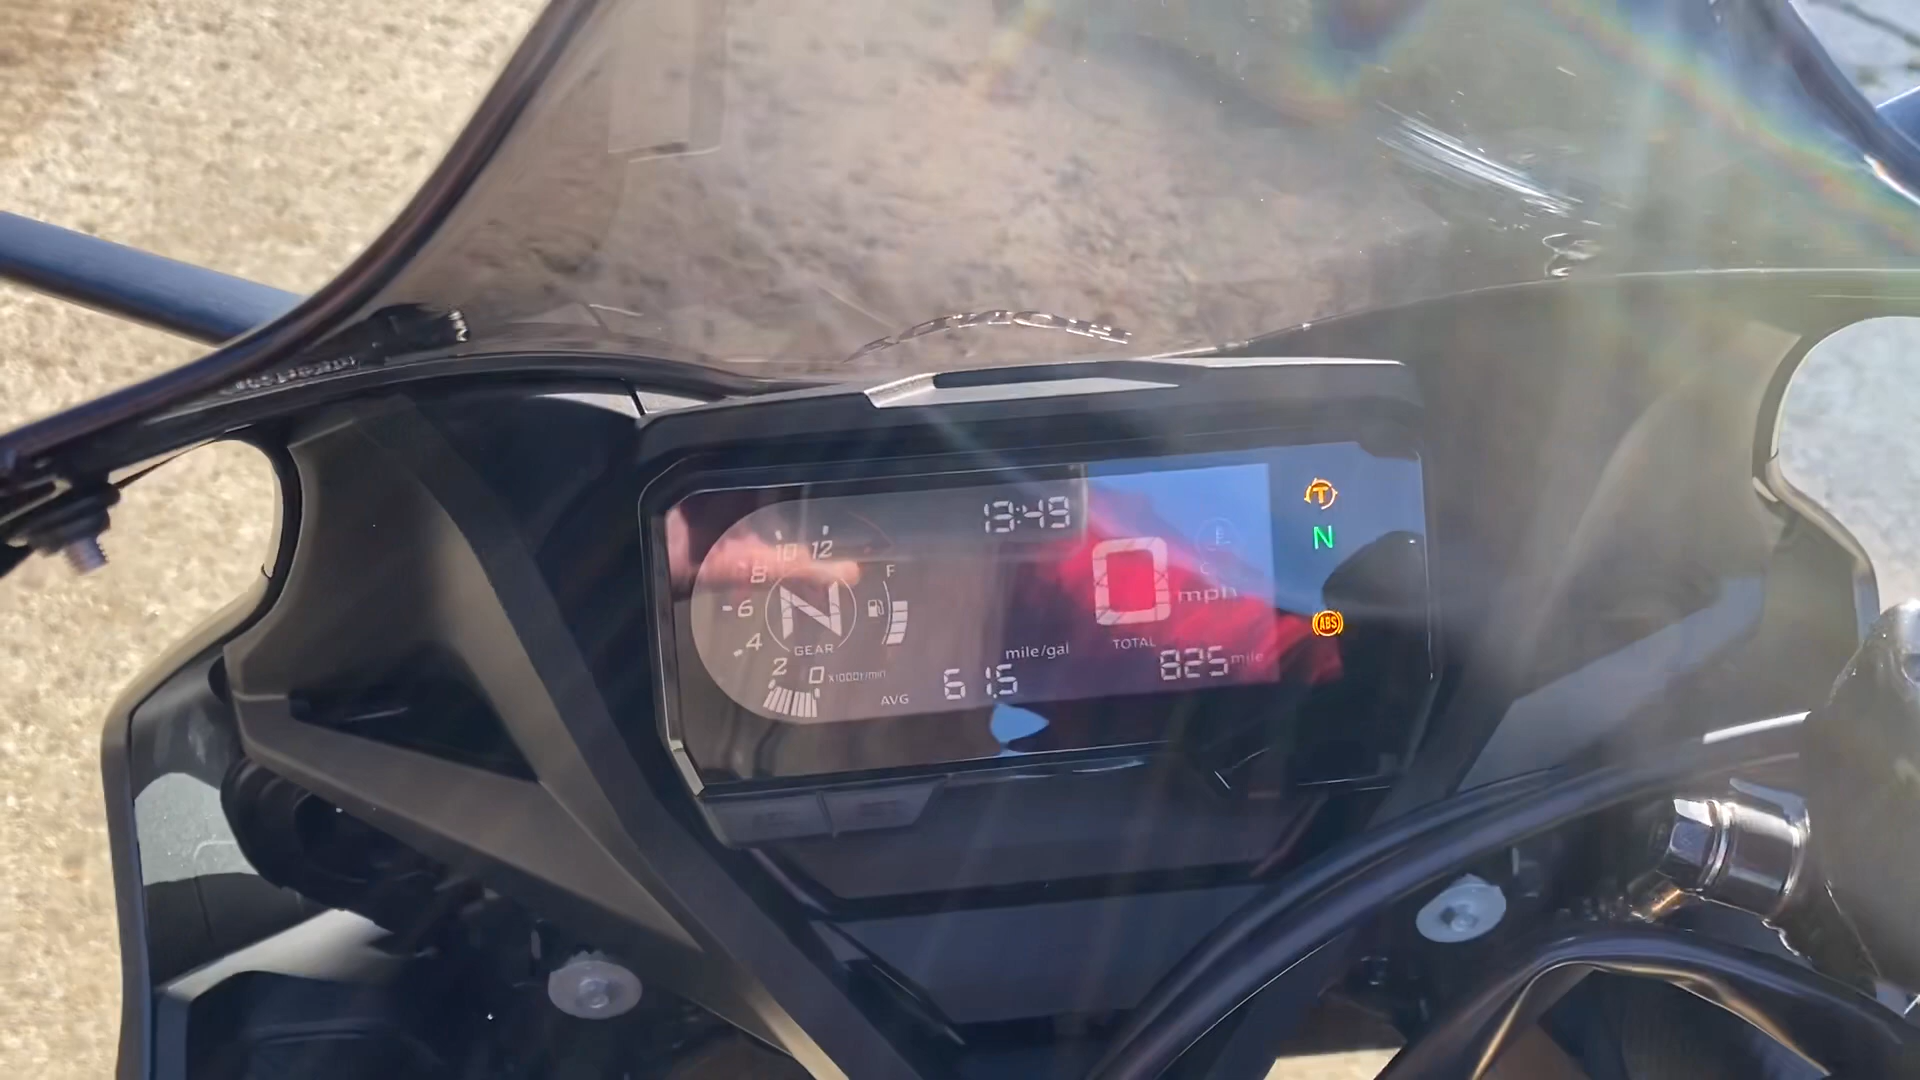 13:49
10 12
8
6
4
2
N
GEAR
F
0 x1000r/min
AVG 61.5 mile/gal
0 mph
C
TOTAL 825 mile
T
N
ABS